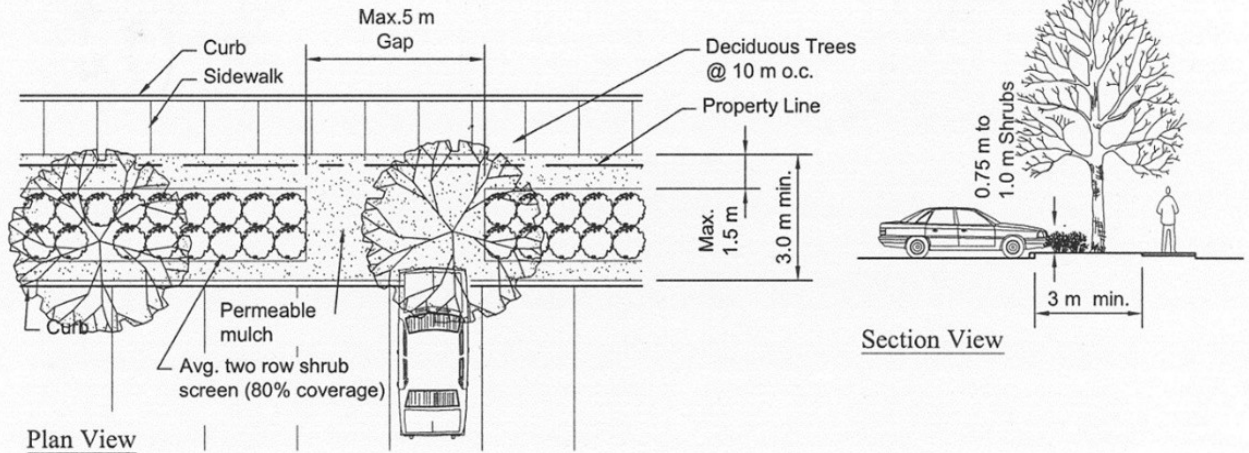 Max.5 m
Gap
Curb
Sidewalk
Deciduous Trees
@ 10 m o.c.
Property Line
Max.
1.5 m
3.0 m min.
Curb
Permeable
mulch
Avg. two row shrub
screen (80% coverage)
Plan View
0.75 m to
1.0 m Shrubs
3 m min.
Section View